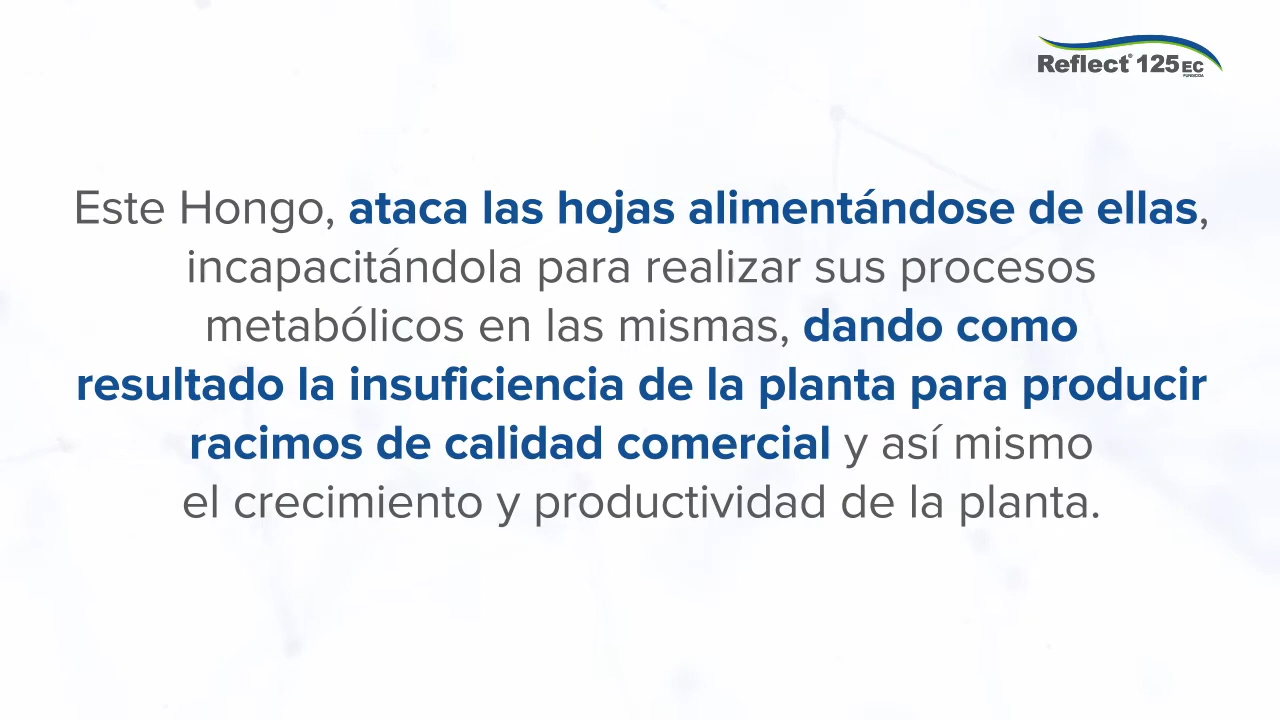 Reflect® 125 EC
FUNGICIDA
Este Hongo, ataca las hojas alimentándose de ellas,
incapacitándola para realizar sus procesos
metabólicos en las mismas, dando como
resultado la insuficiencia de la planta para producir
racimos de calidad comercial y así mismo
el crecimiento y productividad de la planta.